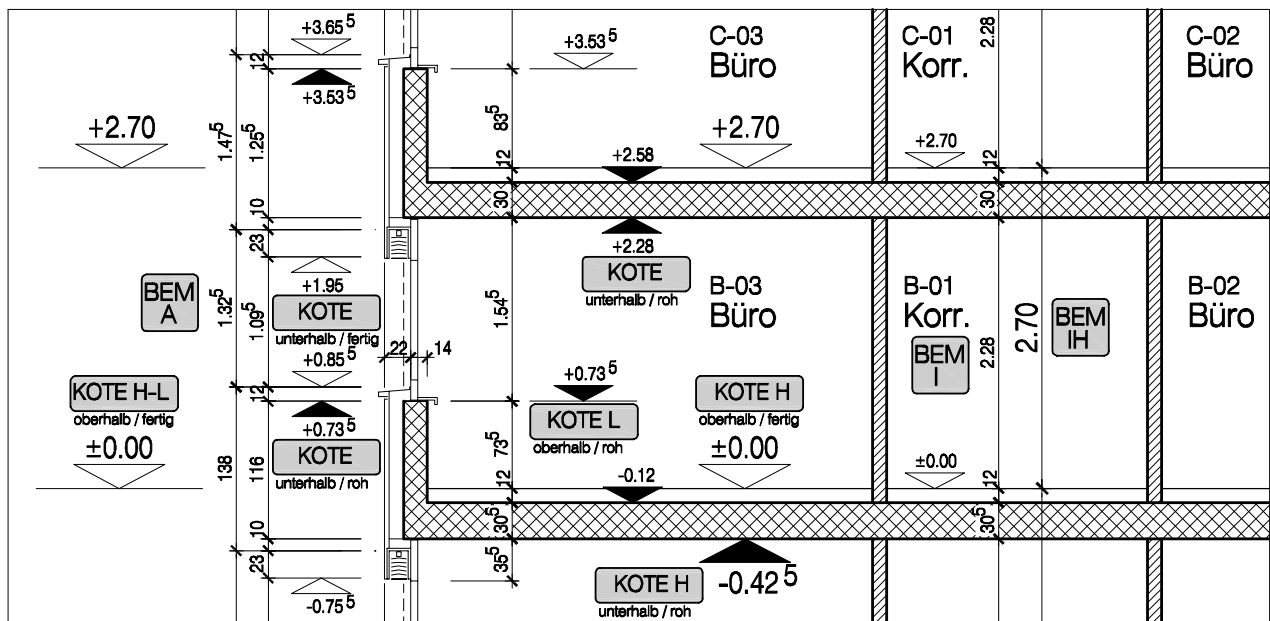 +3.65⁵
+3.53⁵
C-03
Büro
C-01
Korr.
2.28
C-02
Büro
12
+3.53⁵
83⁵
1.47⁵
1.25⁵
+2.70
+2.70
+2.70
+2.58
12
12
10
30
30
23
+2.28
KOTE
unterhalb / roh
+1.95
KOTE
unterhalb / fertig
BEM
A
1.32⁵
1.09⁵
1.54⁵
B-03
Büro
B-01
Korr.
B-02
Büro
2.70
BEM
IH
22
14
BEM
I
2.28
+0.85⁵
+0.73⁵
KOTE H-L
oberhalb / fertig
±0.00
12
+0.73⁵
KOTE
unterhalb / roh
KOTE L
oberhalb / roh
KOTE H
oberhalb / fertig
±0.00
±0.00
138
116
73⁵
-0.12
12
12
10
30⁵
30⁵
23
35⁵
-0.75⁵
KOTE H
unterhalb / roh
-0.42⁵